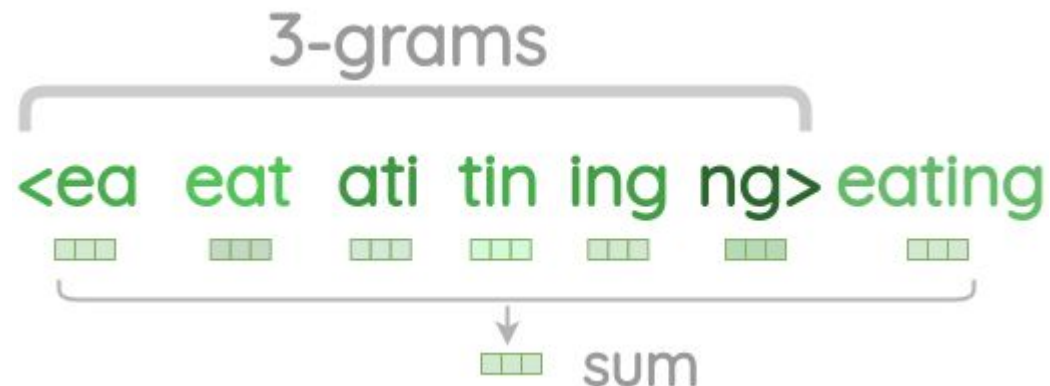 3-grams
<ea eat ati tin ing ng> eating
sum